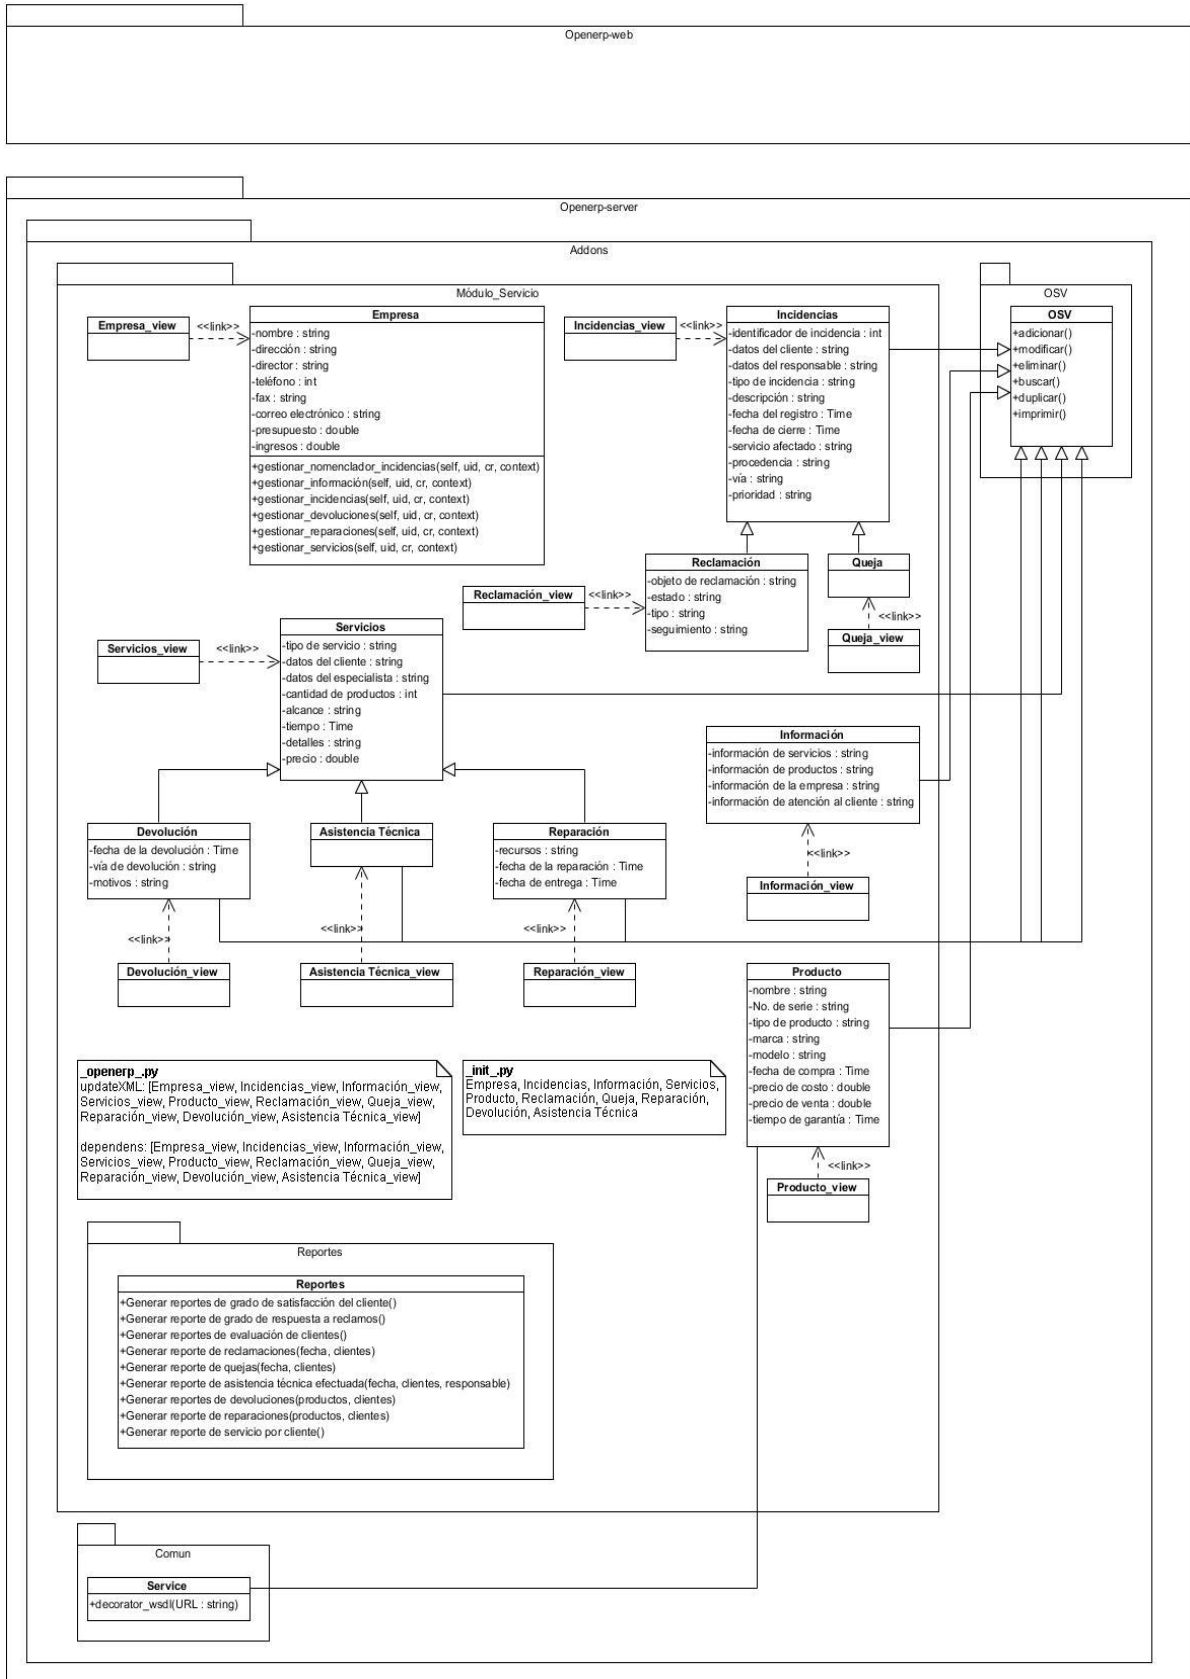 Openerp-web
Openerp-server
Addons
Módulo_Servicio
OSV
Empresa_view
<<link>>
Empresa
-nombre : string
-dirección : string
-director : string
-teléfono : int
-fax : string
-correo electrónico : string
-presupuesto : double
-ingresos : double
+gestionar_nomenclador_incidencias(self, uid, cr, context)
+gestionar_información(self, uid, cr, context)
+gestionar_incidencias(self, uid, cr, context)
+gestionar_devoluciones(self, uid, cr, context)
+gestionar_reparaciones(self, uid, cr, context)
+gestionar_servicios(self, uid, cr, context)
Incidencias_view
<<link>>
Incidencias
-identificador de incidencia : int
-datos del cliente : string
-datos del responsable : string
-tipo de incidencia : string
-descripción : string
-fecha del registro : Time
-fecha de cierre : Time
-servicio afectado : string
-procedencia : string
-vía : string
-prioridad : string
OSV
+adicionar()
+modificar()
+eliminar()
+buscar()
+duplicar()
+imprimir()
Reclamación_view
<<link>>
Reclamación
-objeto de reclamación : string
-estado : string
-tipo : string
-seguimiento : string
Queja
<<link>>
Queja_view
Servicios_view
<<link>>
Servicios
-tipo de servicio : string
-datos del cliente : string
-datos del especialista : string
-cantidad de productos : int
-alcance : string
-tiempo : Time
-detalles : string
-precio : double
Información
-información de servicios : string
-información de productos : string
-información de la empresa : string
-información de atención al cliente : string
<<link>>
Información_view
Devolución
-fecha de la devolución : Time
-vía de devolución : string
-motivos : string
<<link>>
Devolución_view
Asistencia Técnica
<<link>>
Asistencia Técnica_view
Reparación
-recursos : string
-fecha de la reparación : Time
-fecha de entrega : Time
<<link>>
Reparación_view
Producto
-nombre : string
-No. de serie : string
-tipo de producto : string
-marca : string
-modelo : string
-fecha de compra : Time
-precio de costo : double
-precio de venta : double
-tiempo de garantía : Time
<<link>>
Producto_view
_openerp_.py
updateXML: [Empresa_view, Incidencias_view, Información_view,
Servicios_view, Producto_view, Reclamación_view, Queja_view,
Reparación_view, Devolución_view, Asistencia Técnica_view]
dependens: [Empresa_view, Incidencias_view, Información_view,
Servicios_view, Producto_view, Reclamación_view, Queja_view,
Reparación_view, Devolución_view, Asistencia Técnica_view]
_init_.py
Empresa, Incidencias, Información, Servicios,
Producto, Reclamación, Queja, Reparación,
Devolución, Asistencia Técnica
Reportes
Reportes
+Generar reportes de grado de satisfacción del cliente()
+Generar reporte de grado de respuesta a reclamos()
+Generar reportes de evaluación de clientes()
+Generar reporte de reclamaciones(fecha, clientes)
+Generar reporte de quejas(fecha, clientes)
+Generar reporte de asistencia técnica efectuada(fecha, clientes, responsable)
+Generar reportes de devoluciones(productos, clientes)
+Generar reporte de reparaciones(productos, clientes)
+Generar reporte de servicio por cliente()
Comun
Service
+decorator_wsdl(URL : string)